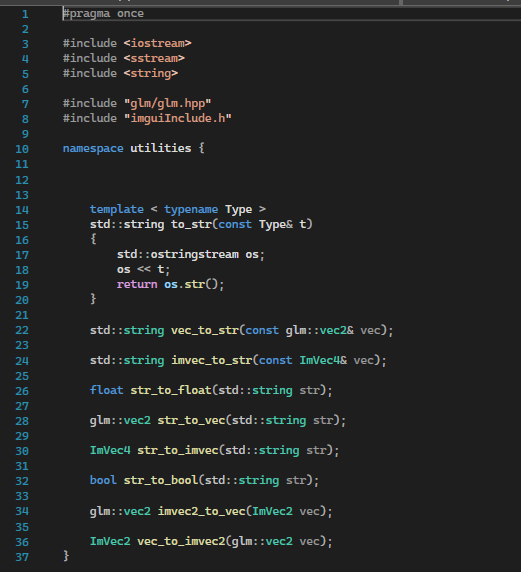 1 #pragma once
2
3 #include <iostream>
4 #include <sstream>
5 #include <string>
6
7 #include "glm/glm.hpp"
8 #include "imguiInclude.h"
9
10 namespace utilities {
11
12
13
14     template < typename Type >
15     std::string to_str(const Type& t)
16     {
17         std::ostringstream os;
18         os << t;
19         return os.str();
20     }
21
22     std::string vec_to_str(const glm::vec2& vec);
23
24     std::string imvec_to_str(const ImVec4& vec);
25
26     float str_to_float(std::string str);
27
28     glm::vec2 str_to_vec(std::string str);
29
30     ImVec4 str_to_imvec(std::string str);
31
32     bool str_to_bool(std::string str);
33
34     glm::vec2 imvec2_to_vec(ImVec2 vec);
35
36     ImVec2 vec_to_imvec2(glm::vec2 vec);
37 }